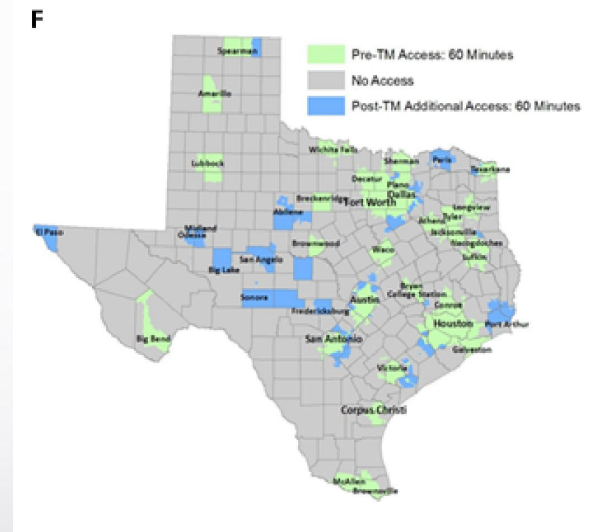 F
Pre-TM Access: 60 Minutes
No Access
Post-TM Additional Access: 60 Minutes
Spearman
Amarillo
Lubbock
Wichita Falls
Sherman
Paris
Texarkana
Decatur
Plano
Dallas
Breckenridge
Fort Worth
Abilene
Longview
Tyler
Athens
Jacksonville
El Paso
Midland
Odessa
Brownwood
Waco
Nacogdoches
Lufkin
San Angelo
Big Lake
Sonora
Fredericksburg
Austin
Bryan
College Station
Conroe
Houston
Port Arthur
Big Bend
San Antonio
Galveston
Victoria
Corpus Christi
McAllen
Brownsville